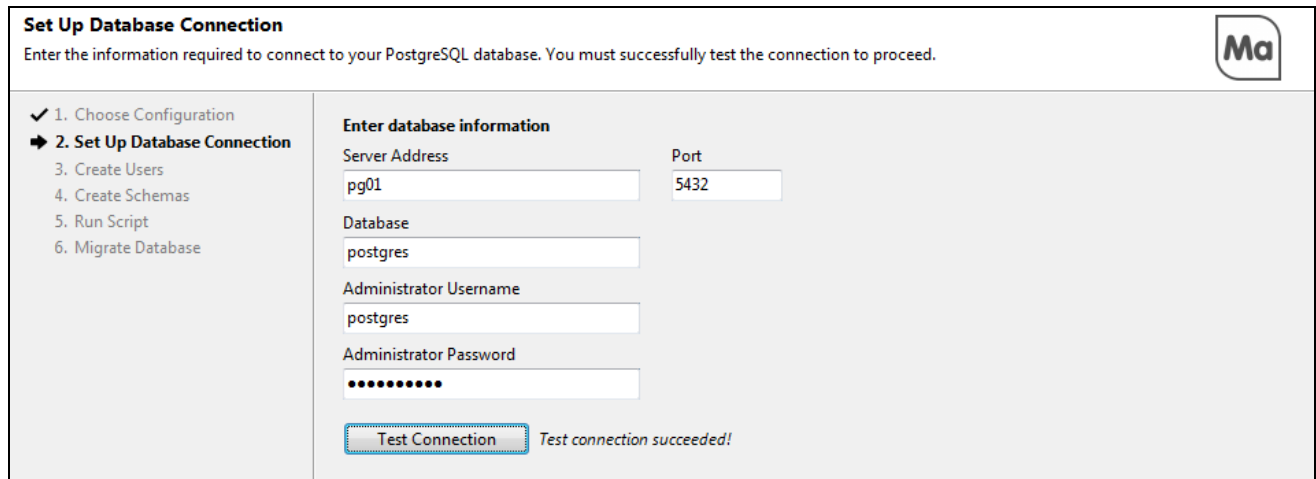 Set Up Database Connection
Enter the information required to connect to your PostgreSQL database. You must successfully test the connection to proceed.
Ma
1. Choose Configuration
2. Set Up Database Connection
3. Create Users
4. Create Schemas
5. Run Script
6. Migrate Database
Enter database information
Server Address
Port
pg01
5432
Database
postgres
Administrator Username
postgres
Administrator Password
••••••••••
Test Connection
Test connection succeeded!